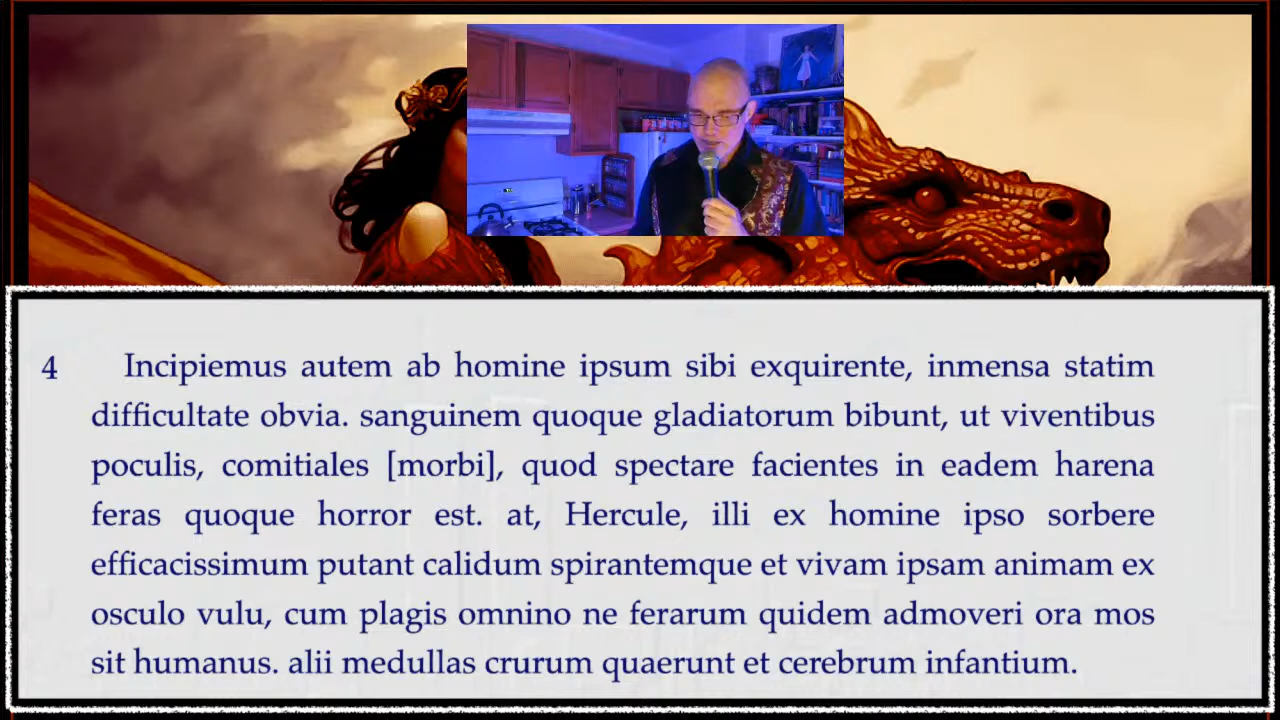 4 Incipiemus autem ab homine ipsum sibi exquirente, inmensa statim
difficultate obvia. sanguinem quoque gladiatorum bibunt, ut viventibus
poculis, comitiales [morbi], quod spectare facientes in eadem harena
feras quoque horror est. at, Hercule, illi ex homine ipso sorbere
efficacissimum putant calidum spirantemque et vivam ipsam animam ex
osculo vulu, cum plagis omnino ne ferarum quidem admoveri ora mos
sit humanus. alii medullas crurum quaerunt et cerebrum infantium.